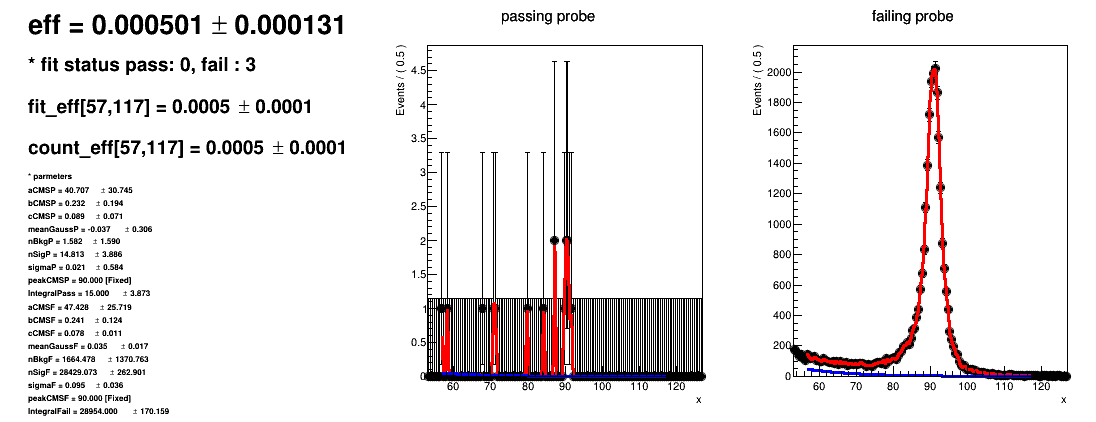 eff = 0.000501 ± 0.000131
* fit status pass: 0, fail : 3
fit_eff[57,117] = 0.0005 ± 0.0001
count_eff[57,117] = 0.0005 ± 0.0001
* parmeters
aCMSP = 40.707 ± 30.745
bCMSP = 0.232 ± 0.194
cCMSP = 0.089 ± 0.071
meanGaussP = -0.037 ± 0.306
nBkgP = 1.582 ± 1.590
nSigP = 14.813 ± 3.886
sigmaP = 0.021 ± 0.584
peakCMSP = 90.000 [Fixed]
IntegralPass = 15.000 ± 3.873
aCMSF = 47.428 ± 25.719
bCMSF = 0.241 ± 0.124
cCMSF = 0.078 ± 0.011
meanGaussF = 0.035 ± 0.017
nBkgF = 1664.478 ± 1370.763
nSigF = 28429.073 ± 262.901
sigmaF = 0.095 ± 0.036
peakCMSF = 90.000 [Fixed]
IntegralFail = 28954.000 ± 170.159
passing probe
Events / ( 0.5 )
4.5
4
3.5
3
2.5
2
1.5
1
0.5
0
60 70 80 90 100 110 120
x
failing probe
Events / ( 0.5 )
2000
1800
1600
1400
1200
1000
800
600
400
200
0
60 70 80 90 100 110 120
x